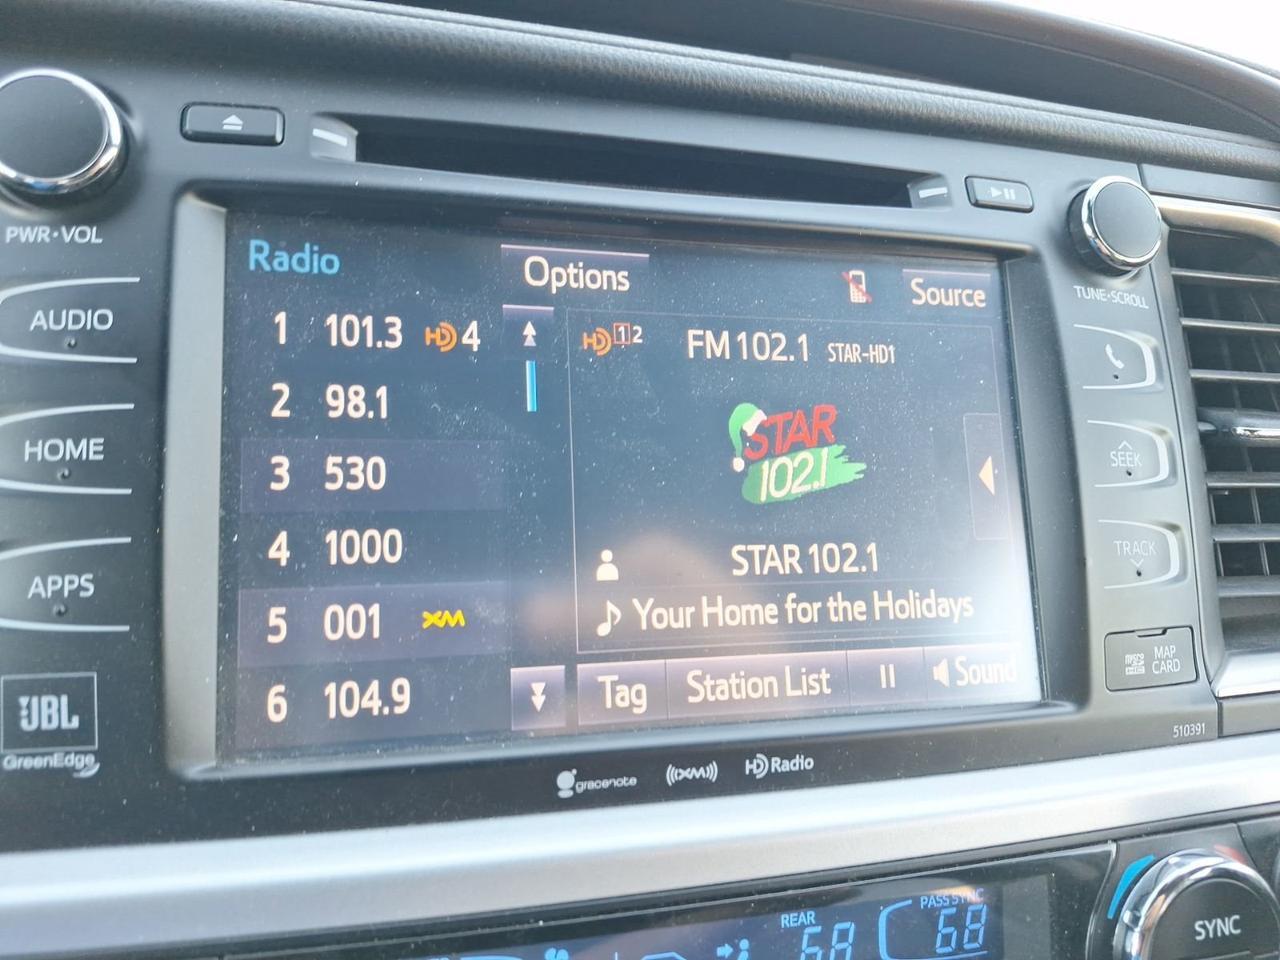 PWR•VOL
AUDIO
HOME
APPS
JBL
GreenEdge
Radio
Options
Source
1 101.3 HD 4
2 98.1
3 530
4 1000
5 001 XM
6 104.9
HD 1 2 FM 102.1 STAR-HD1
STAR
102.1
STAR 102.1
Your Home for the Holidays
Tag
Station List
Sound
gracenote
((XM))
HD Radio
TUNE•SCROLL
SEEK
TRACK
micro SD
MAP
CARD
510391
REAR
68
PASS SYNC
68
SYNC